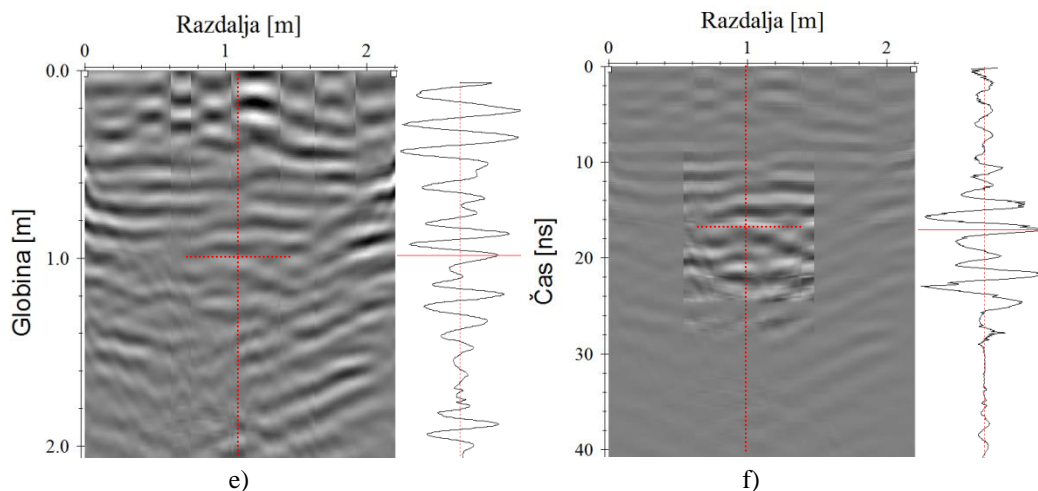 Razdalja [m]
0 1 2
0.0
1.0
2.0
Globina [m]
e)
Razdalja [m]
0 1 2
0
10
20
30
40
Čas [ns]
f)